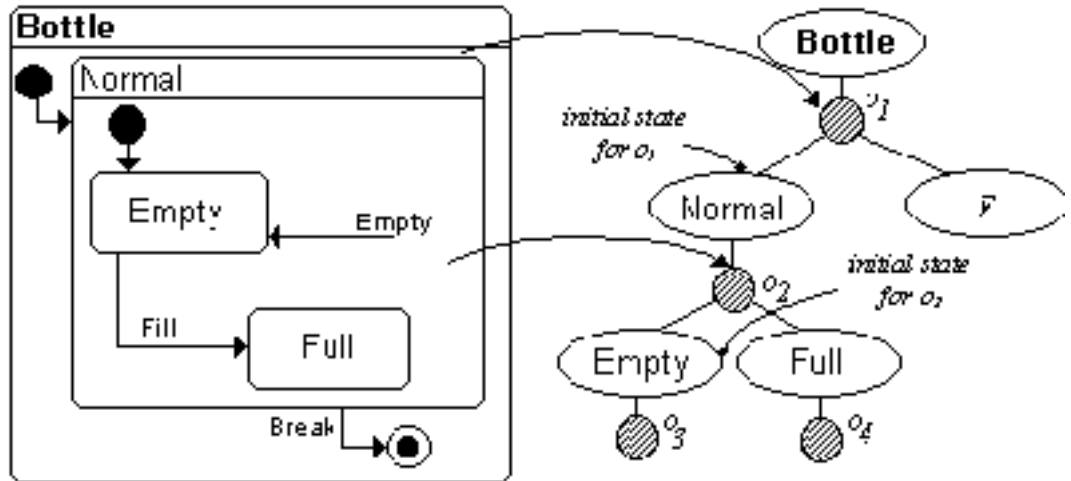 Bottle
Normal
Empty
Empty
Fill
Full
Break
Bottle
o1
initial state
for o1
Normal
o2
initial state
for o2
Empty
Full
o3
o4